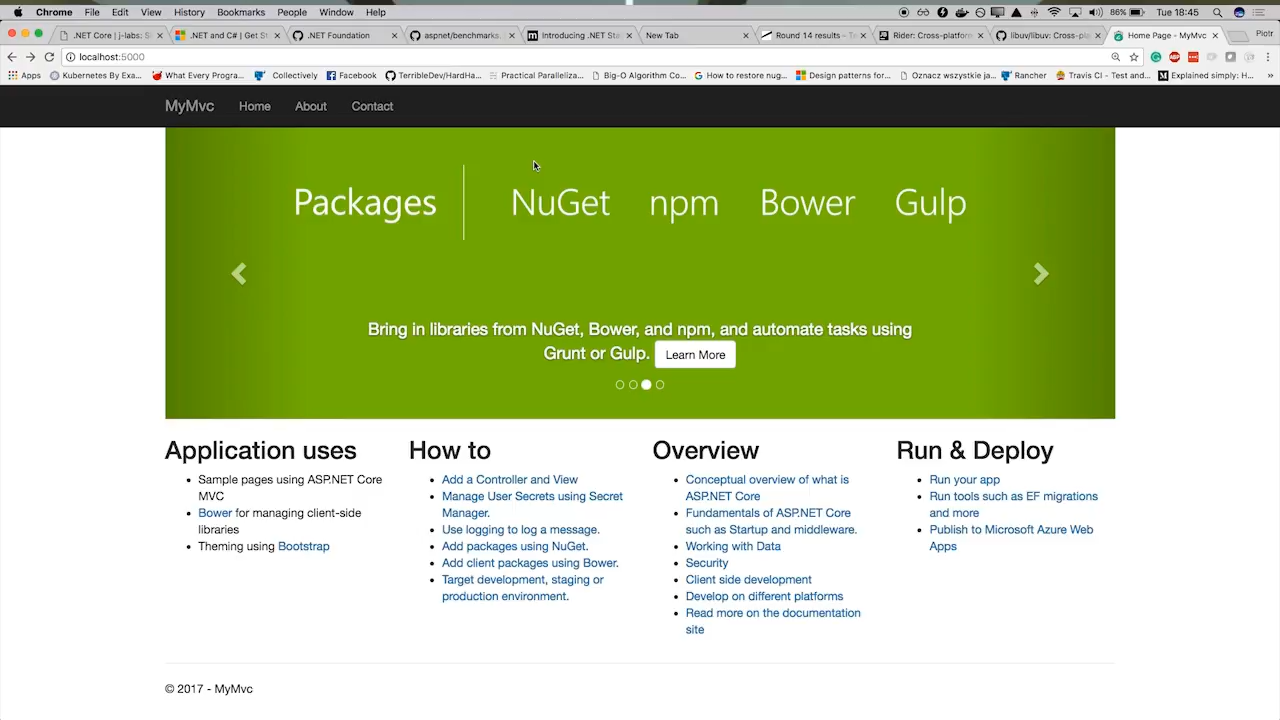 Chrome File Edit View History Bookmarks People Window Help 86% Tue 18:45
.NET Core | j-labs: Sl .NET and C# | Get St .NET Foundation aspnet/benchmarks. Introducing .NET Sta New Tab Round 14 results – Te Rider: Cross-platform libuv/libuv: Cross-pla Home Page - MyMvc Piotr
localhost:5000
Apps Kubernetes By Exa... What Every Progra... Collectively Facebook TerribleDev/HardHa... Practical Paralleliza... Big-O Algorithm Co... How to restore nug... Design patterns for... Oznacz wszystkie ja... Rancher Travis CI - Test and... Explained simply: H... »
MyMvc Home About Contact
Packages NuGet npm Bower Gulp
Bring in libraries from NuGet, Bower, and npm, and automate tasks using
Grunt or Gulp. Learn More
Application uses
Sample pages using ASP.NET Core
MVC
Bower for managing client-side
libraries
Theming using Bootstrap
How to
Add a Controller and View
Manage User Secrets using Secret
Manager.
Use logging to log a message.
Add packages using NuGet.
Add client packages using Bower.
Target development, staging or
production environment.
Overview
Conceptual overview of what is
ASP.NET Core
Fundamentals of ASP.NET Core
such as Startup and middleware.
Working with Data
Security
Client side development
Develop on different platforms
Read more on the documentation
site
Run & Deploy
Run your app
Run tools such as EF migrations
and more
Publish to Microsoft Azure Web
Apps
© 2017 - MyMvc